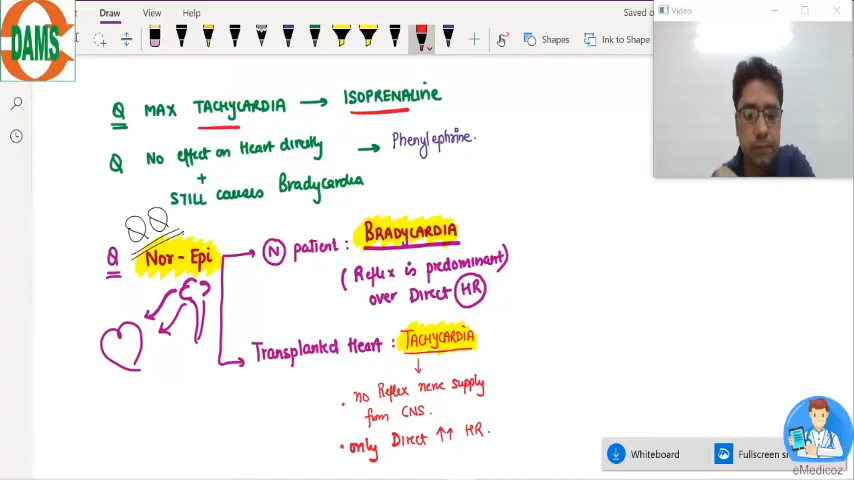 DAMS
Draw
View
Help
Saved o
Shapes
Ink to Shape
Video
Q MAX TACHYCARDIA → ISOPRENALINE
Q No effect on Heart directly → Phenylephrine.
+
STILL causes Bradycardia
QQ
Q Nor-Epi
N patient : BRADYCARDIA
(Reflex is predominant)
over Direct HR
Transplanted Heart : TACHYCARDIA
• no Reflex nerve supply
from CNS.
• only Direct ↑↑ HR.
Whiteboard
Fullscreen s
eMedicoz